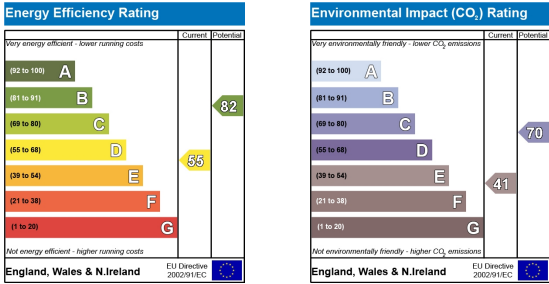 Energy Efficiency Rating
Current Potential
Very energy efficient - lower running costs
(92 to 100) A
(81 to 91) B
(69 to 80) C
(55 to 68) D
(39 to 54) E
(21 to 38) F
(1 to 20) G
55
82
Not energy efficient - higher running costs
England, Wales & N.Ireland
EU Directive
2002/91/EC
Environmental Impact (CO₂) Rating
Current Potential
Very environmentally friendly - lower CO₂ emissions
(92 to 100) A
(81 to 91) B
(69 to 80) C
(55 to 68) D
(39 to 54) E
(21 to 38) F
(1 to 20) G
41
70
Not environmentally friendly - higher CO₂ emissions
England, Wales & N.Ireland
EU Directive
2002/91/EC